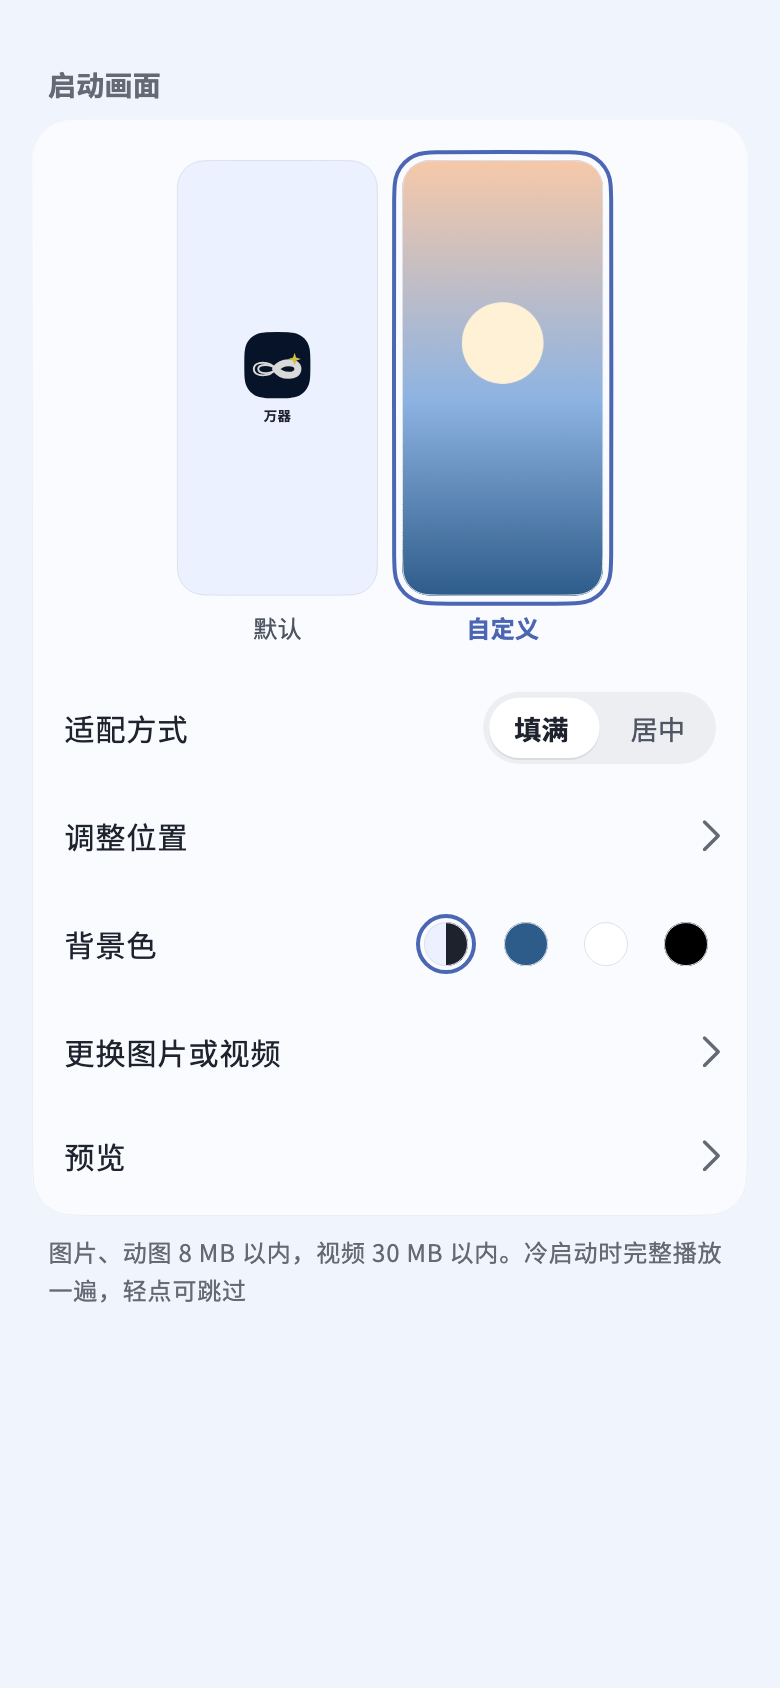 启动画面
万器
默认
自定义
适配方式
填满
居中
调整位置
背景色
更换图片或视频
预览
图片、动图 8 MB 以内，视频 30 MB 以内。冷启动时完整播放
一遍，轻点可跳过